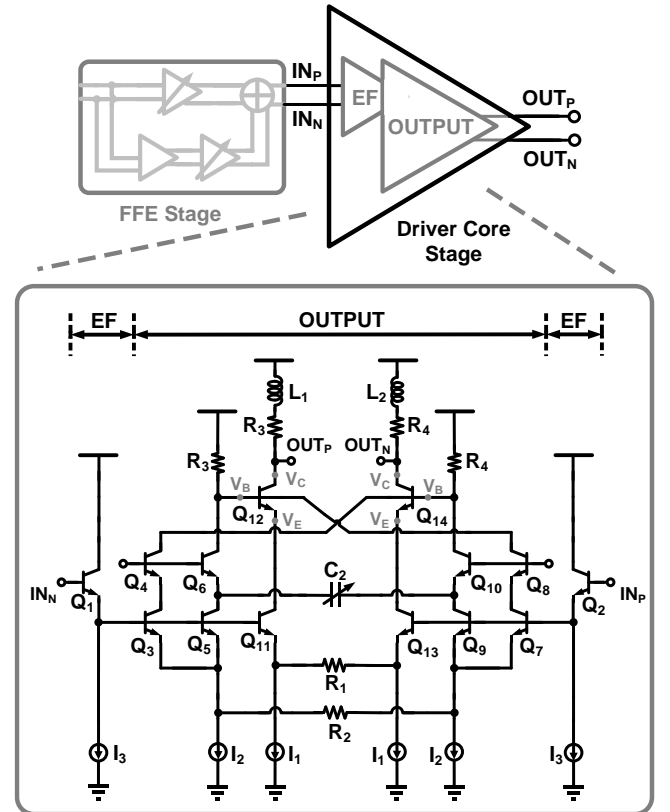 IN_P
IN_N
EF
OUTPUT
OUT_P
OUT_N
FFE Stage
Driver Core
Stage
EF OUTPUT EF
L_1 L_2
R_3 R_4
OUT_P OUT_N
R_3 R_4
V_C V_C
V_B V_B
Q_12 V_E V_E Q_14
Q_4 Q_6 C_2 Q_10 Q_8
IN_N Q_1 Q_2 IN_P
Q_3 Q_5 Q_11 Q_13 Q_9 Q_7
R_1
R_2
I_3 I_2 I_1 I_1 I_2 I_3